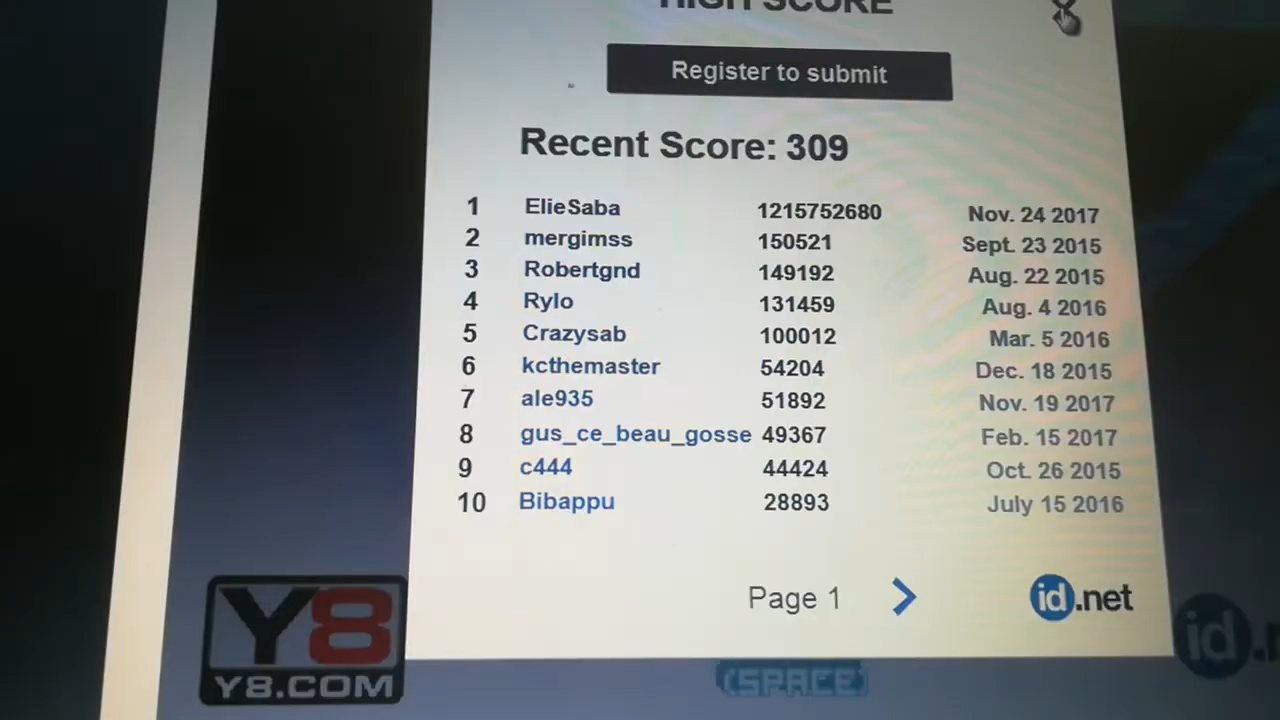 HIGH SCORE
Register to submit
Recent Score: 309
1 ElieSaba 1215752680 Nov. 24 2017
2 mergimss 150521 Sept. 23 2015
3 Robertgnd 149192 Aug. 22 2015
4 Rylo 131459 Aug. 4 2016
5 Crazysab 100012 Mar. 5 2016
6 kcthemaster 54204 Dec. 18 2015
7 ale935 51892 Nov. 19 2017
8 gus_ce_beau_gosse 49367 Feb. 15 2017
9 c444 44424 Oct. 26 2015
10 Bibappu 28893 July 15 2016
Page 1 > id.net
Y8
Y8.COM
(SPACE)
id.